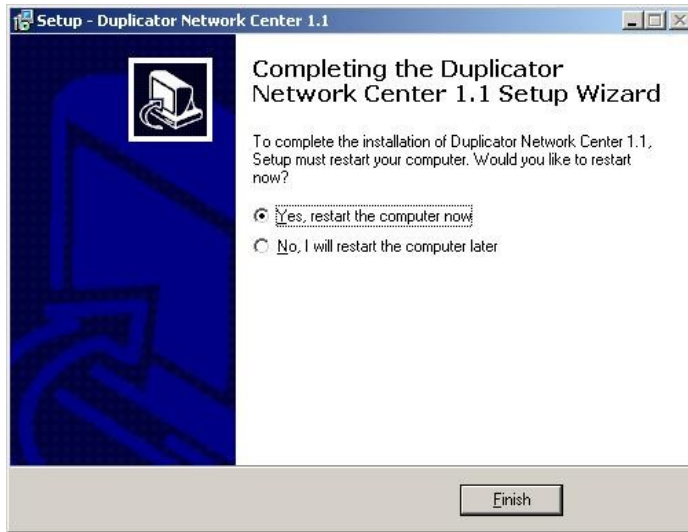 Setup - Duplicator Network Center 1.1
Completing the Duplicator
Network Center 1.1 Setup Wizard
To complete the installation of Duplicator Network Center 1.1,
Setup must restart your computer. Would you like to restart
now?
Yes, restart the computer now
No, I will restart the computer later
Finish